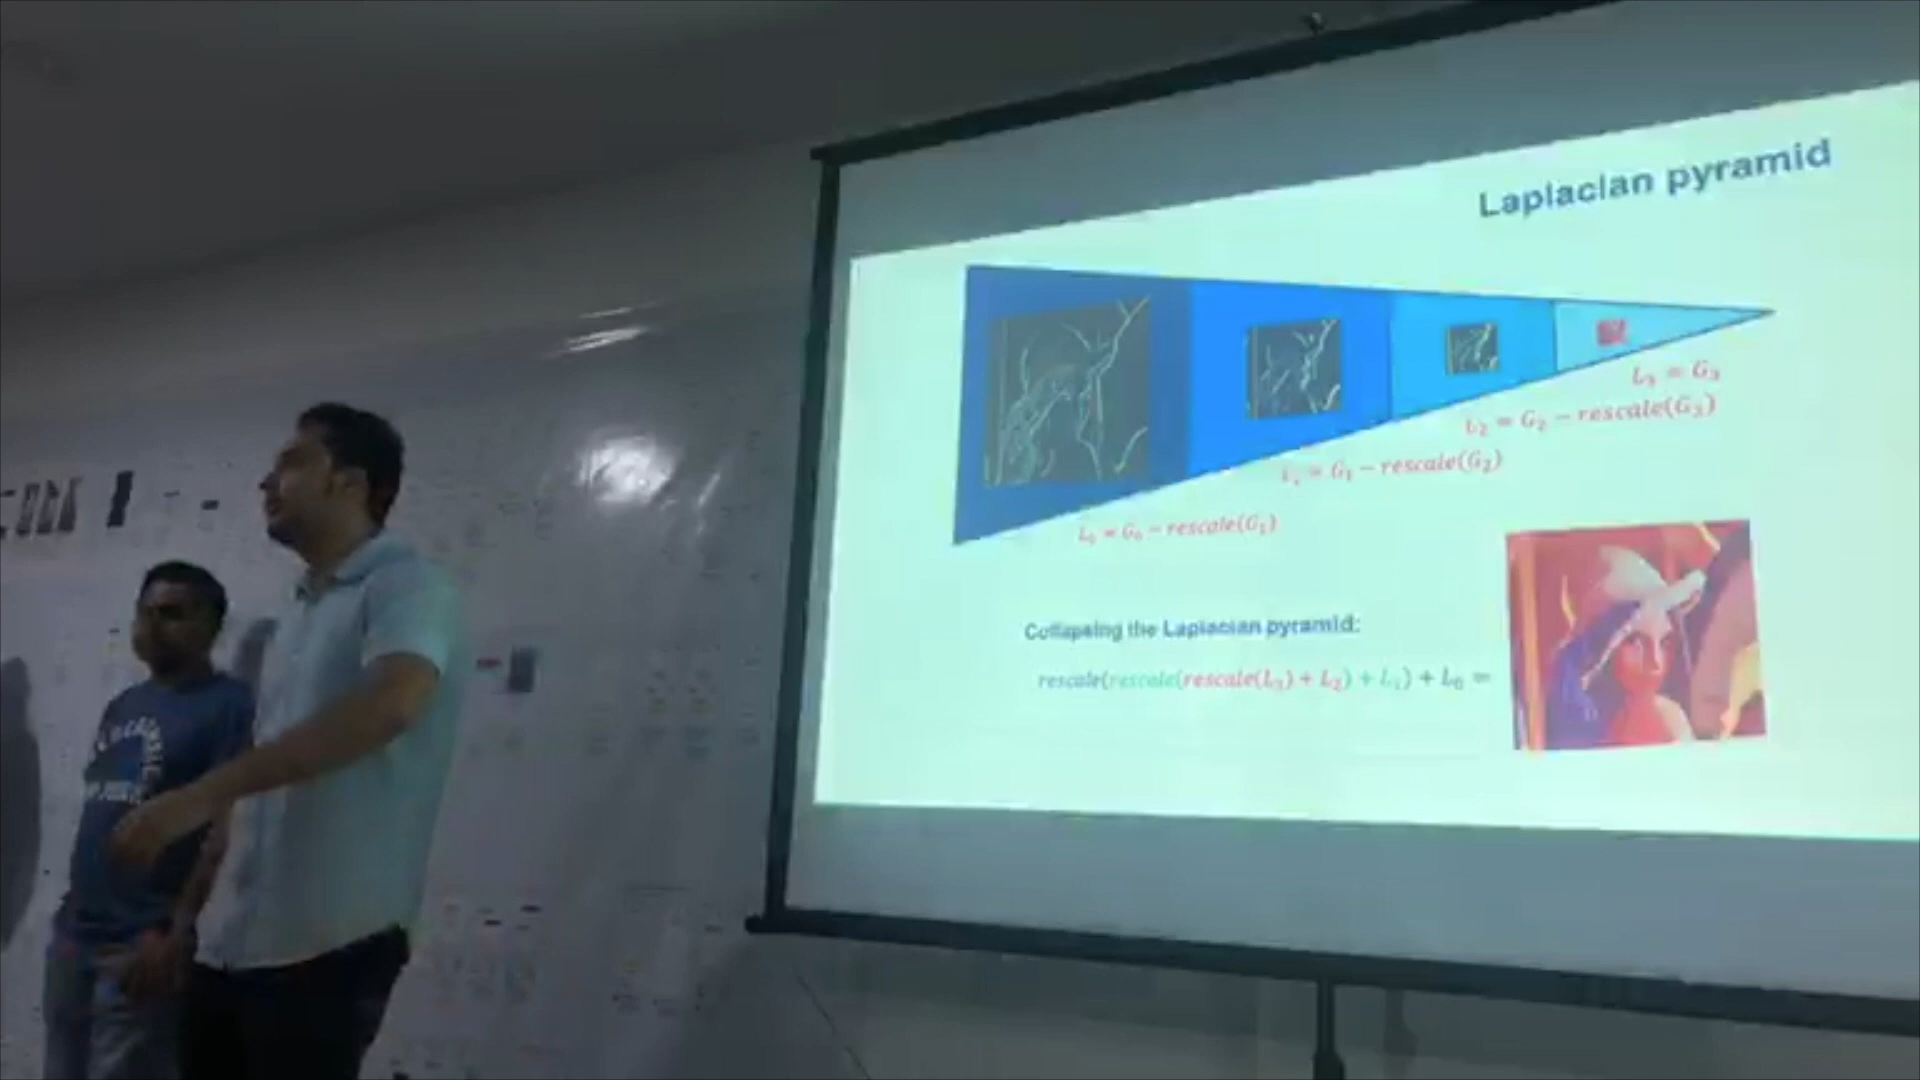 Laplacian pyramid
L₃ = G₃
L₂ = G₂ − rescale(G₃)
L₁ = G₁ − rescale(G₂)
L₀ = G₀ − rescale(G₁)
Collapsing the Laplacian pyramid:
rescale(rescale(rescale(L₃) + L₂) + L₁) + L₀ =